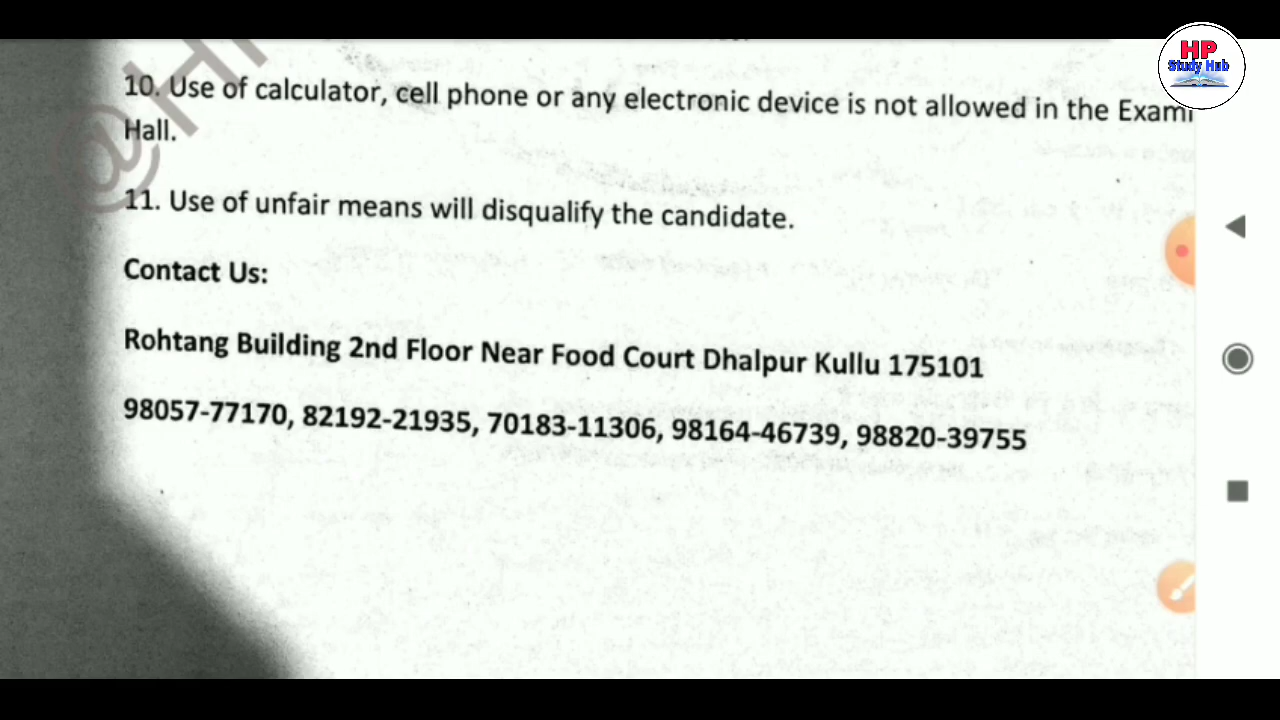 HP
Study Hub
@H
10. Use of calculator, cell phone or any electronic device is not allowed in the Exami
Hall.
11. Use of unfair means will disqualify the candidate.
Contact Us:
Rohtang Building 2nd Floor Near Food Court Dhalpur Kullu 175101
98057-77170, 82192-21935, 70183-11306, 98164-46739, 98820-39755